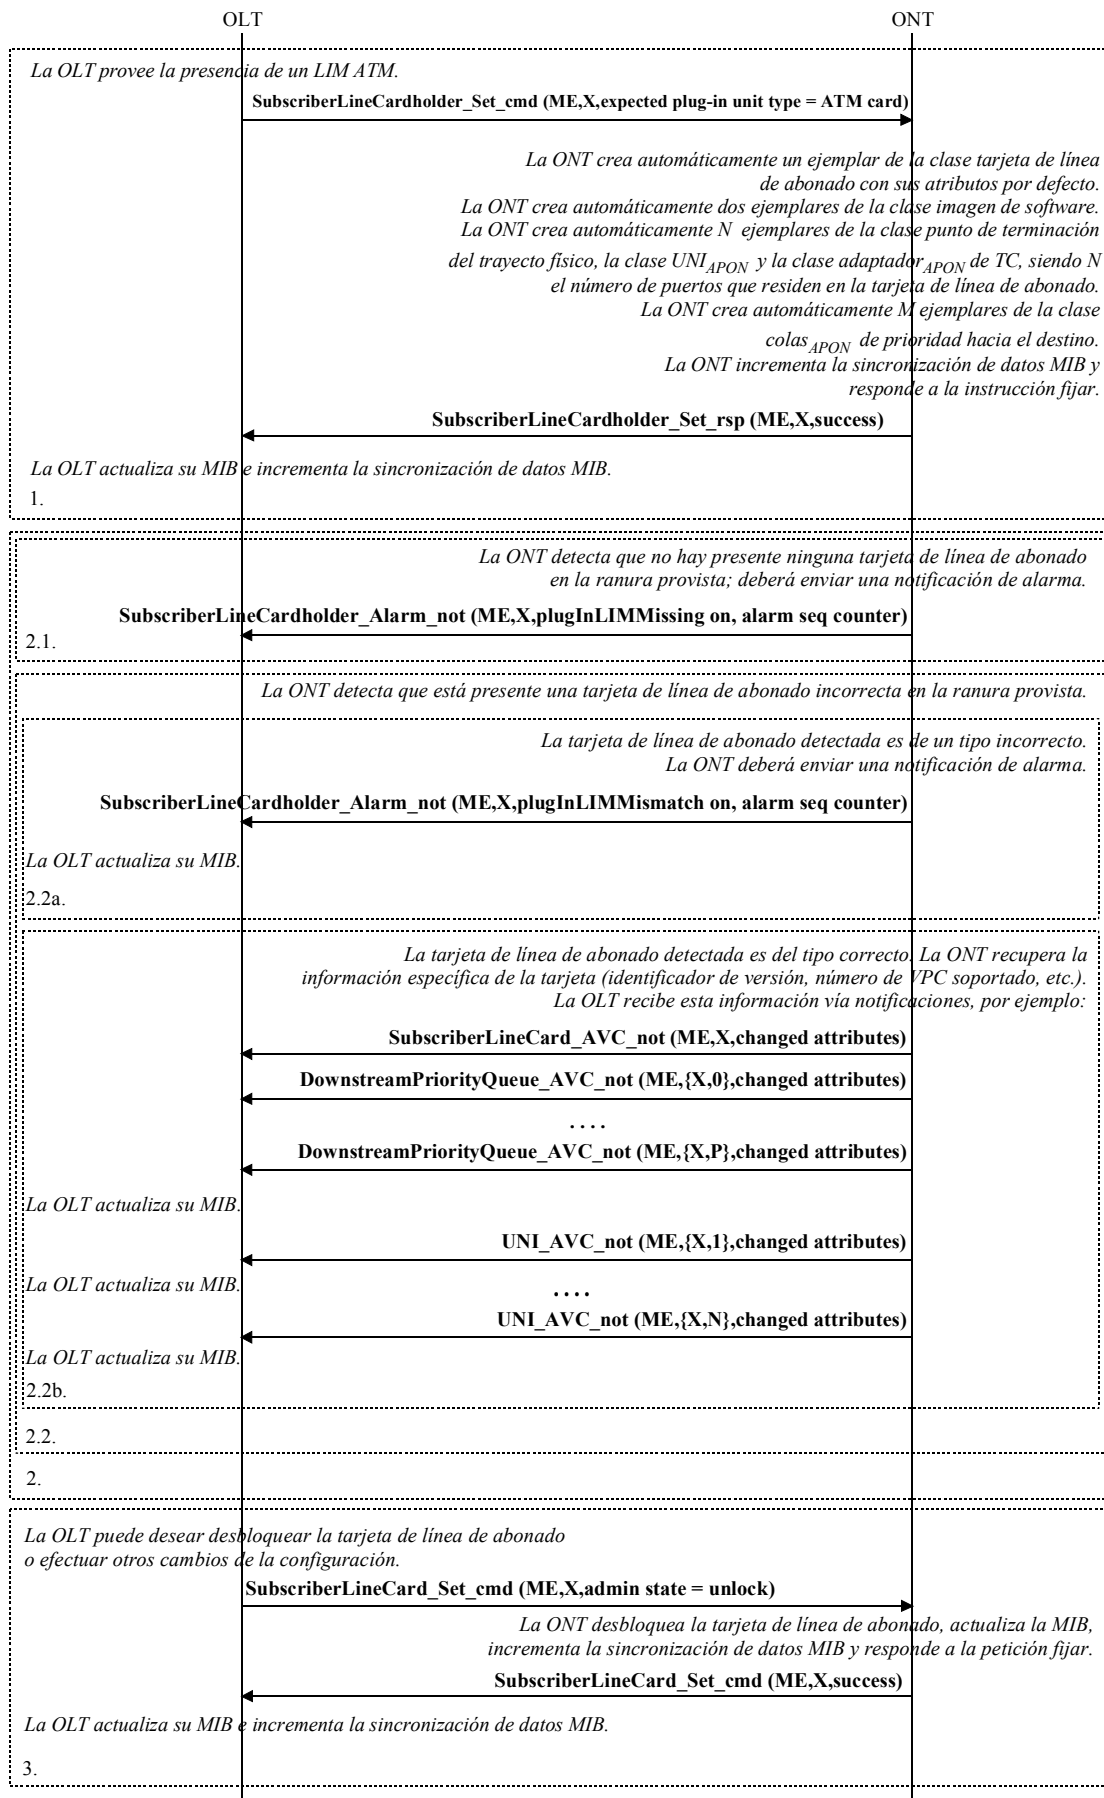 OLT ONT
La OLT provee la presencia de un LIM ATM.
SubscriberLineCardholder_Set_cmd (ME,X,expected plug-in unit type = ATM card)
La ONT crea automáticamente un ejemplar de la clase tarjeta de línea
de abonado con sus atributos por defecto.
La ONT crea automáticamente dos ejemplares de la clase imagen de software.
La ONT crea automáticamente N ejemplares de la clase punto de terminación
del trayecto físico, la clase UNI_APON y la clase adaptador_APON de TC, siendo N
el número de puertos que residen en la tarjeta de línea de abonado.
La ONT crea automáticamente M ejemplares de la clase
colas_APON de prioridad hacia el destino.
La ONT incrementa la sincronización de datos MIB y
responde a la instrucción fijar.
SubscriberLineCardholder_Set_rsp (ME,X,success)
La OLT actualiza su MIB e incrementa la sincronización de datos MIB.
1.
La ONT detecta que no hay presente ninguna tarjeta de línea de abonado
en la ranura provista; deberá enviar una notificación de alarma.
SubscriberLineCardholder_Alarm_not (ME,X,plugInLIMMissing on, alarm seq counter)
2.1.
La ONT detecta que está presente una tarjeta de línea de abonado incorrecta en la ranura provista.
La tarjeta de línea de abonado detectada es de un tipo incorrecto.
La ONT deberá enviar una notificación de alarma.
SubscriberLineCardholder_Alarm_not (ME,X,plugInLIMMismatch on, alarm seq counter)
La OLT actualiza su MIB.
2.2a.
La tarjeta de línea de abonado detectada es del tipo correcto. La ONT recupera la
información específica de la tarjeta (identificador de versión, número de VPC soportado, etc.).
La OLT recibe esta información vía notificaciones, por ejemplo:
SubscriberLineCard_AVC_not (ME,X,changed attributes)
DownstreamPriorityQueue_AVC_not (ME,{X,0},changed attributes)
. . . .
DownstreamPriorityQueue_AVC_not (ME,{X,P},changed attributes)
La OLT actualiza su MIB.
UNI_AVC_not (ME,{X,1},changed attributes)
La OLT actualiza su MIB.
. . . .
UNI_AVC_not (ME,{X,N},changed attributes)
La OLT actualiza su MIB.
2.2b.
2.2.
2.
La OLT puede desear desbloquear la tarjeta de línea de abonado
o efectuar otros cambios de la configuración.
SubscriberLineCard_Set_cmd (ME,X,admin state = unlock)
La ONT desbloquea la tarjeta de línea de abonado, actualiza la MIB,
incrementa la sincronización de datos MIB y responde a la petición fijar.
SubscriberLineCard_Set_cmd (ME,X,success)
La OLT actualiza su MIB e incrementa la sincronización de datos MIB.
3.